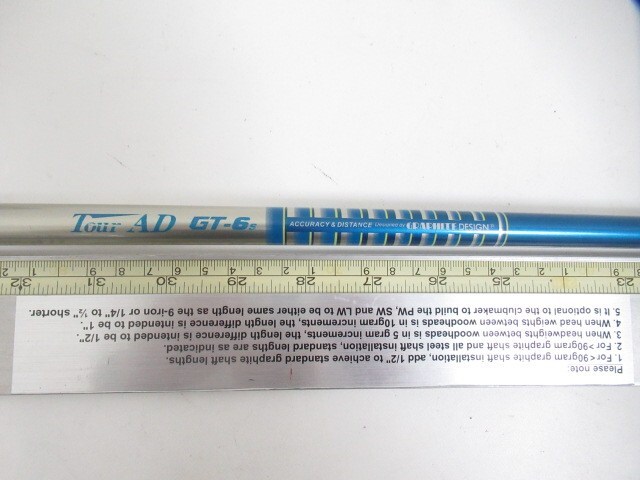 Tour AD GT-6s ACCURACY & DISTANCE GRAPHITE DESIGN®
32 31 30 29 28 27 26 25 23
Please note:
1. For<90gram graphite shaft installation, add 1/2" to achieve standard graphite shaft lengths.
2. For>90gram graphite shaft and all steel shaft installation, standard lengths are as indicated.
3. When headweights between woodheads is in 5 gram increments, the length difference is intended to be 1/2".
4. When head weights between woodheads is in 10gram increments, the length difference is intended to be 1".
5. It is optional to the clubmaker to build the PW, SW and LW to be either same length as the 9-iron or 1/4" to ½" shorter.